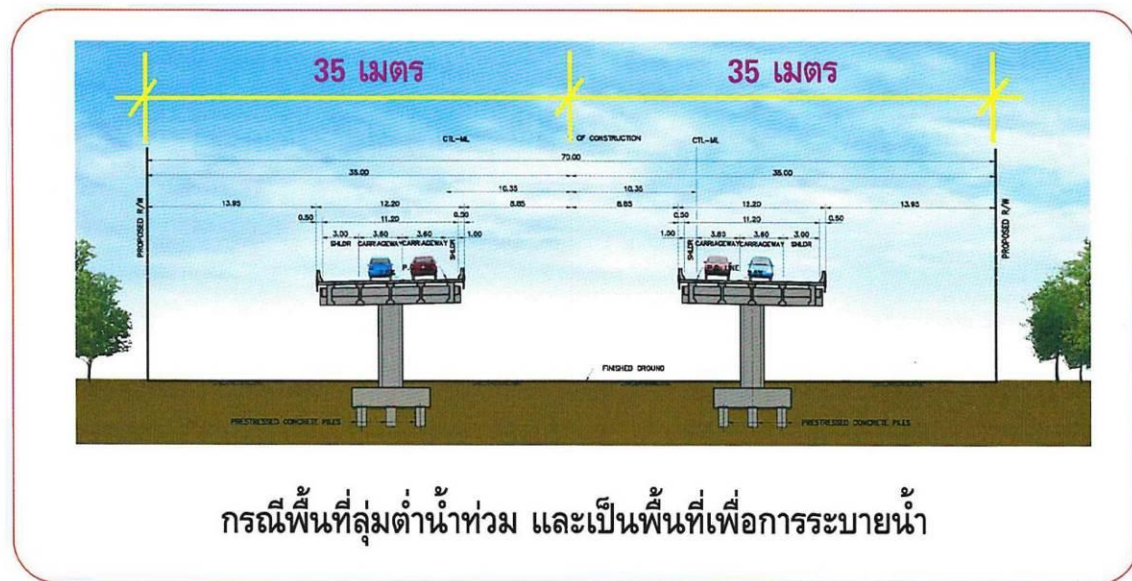 35 เมตร 35 เมตร
CTL-ML OF CONSTRUCTION CTL-ML
70.00
35.00 35.00
10.35 10.35
13.95 12.20 8.85 8.85 12.20 13.95
0.50 11.20 0.50 0.50 11.20 0.50
3.00 3.60 3.60 1.00 1.00 3.60 3.60 3.00
SHLDR CARRIAGEWAY CARRIAGEWAY SHLDR SHLDR CARRIAGEWAY CARRIAGEWAY SHLDR
PROPOSED R/W PROPOSED R/W
FINISHED GROUND
PRESTRESSED CONCRETE PILES PRESTRESSED CONCRETE PILES
กรณีพื้นที่ลุ่มต่ำน้ำท่วม และเป็นพื้นที่เพื่อการระบายน้ำ